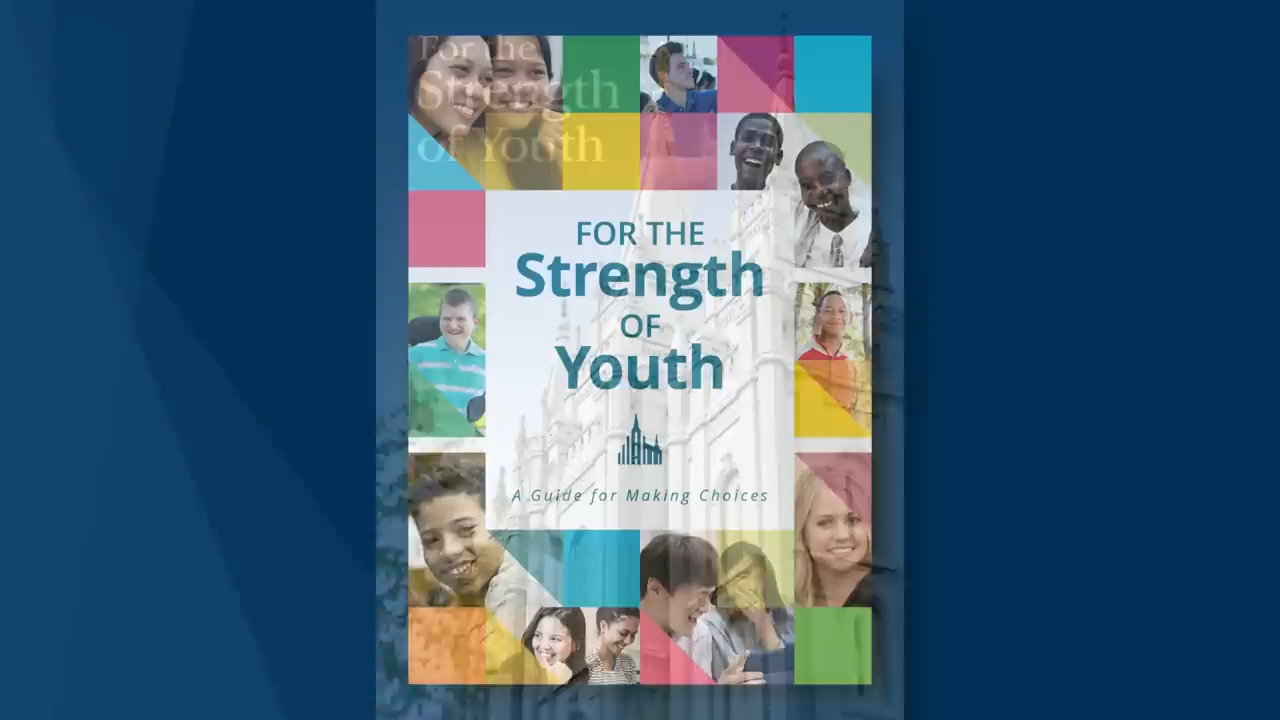 For the
Strength
of Youth
FOR THE
Strength
OF
Youth
A Guide for Making Choices